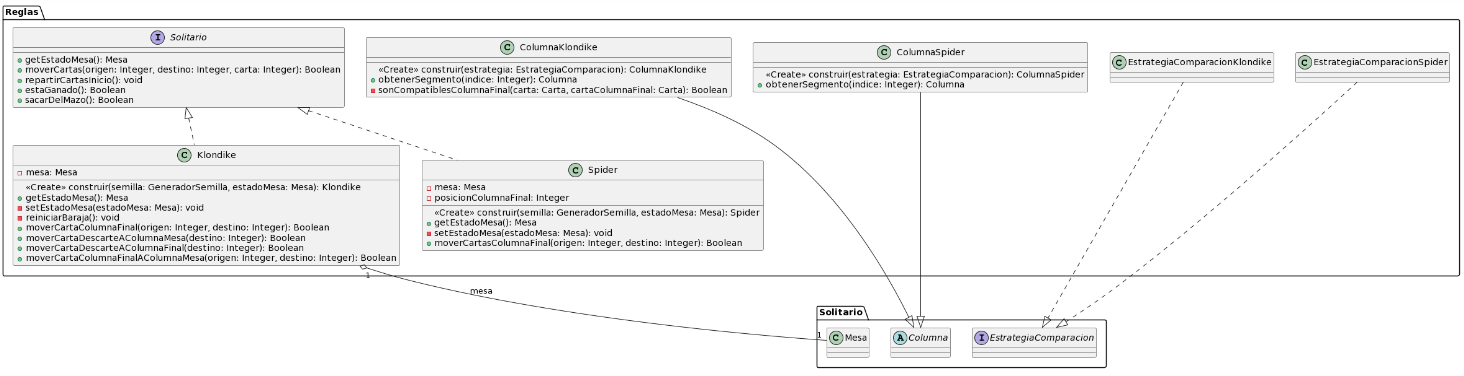 Reglas
I Solitario
getEstadoMesa(): Mesa
moverCartas(origen: Integer, destino: Integer, carta: Integer): Boolean
repartirCartasInicio(): void
estaGanado(): Boolean
sacarDelMazo(): Boolean
C ColumnaKlondike
«Create» construir(estrategia: EstrategiaComparacion): ColumnaKlondike
obtenerSegmento(indice: Integer): Columna
sonCompatiblesColumnaFinal(carta: Carta, cartaColumnaFinal: Carta): Boolean
C ColumnaSpider
«Create» construir(estrategia: EstrategiaComparacion): ColumnaSpider
obtenerSegmento(indice: Integer): Columna
C EstrategiaComparacionKlondike
C EstrategiaComparacionSpider
C Klondike
mesa: Mesa
«Create» construir(semilla: GeneradorSemilla, estadoMesa: Mesa): Klondike
getEstadoMesa(): Mesa
setEstadoMesa(estadoMesa: Mesa): void
reiniciarBaraja(): void
moverCartaColumnaFinal(origen: Integer, destino: Integer): Boolean
moverCartaDescarteAColumnaMesa(destino: Integer): Boolean
moverCartaDescarteAColumnaFinal(destino: Integer): Boolean
moverCartaColumnaFinalAColumnaMesa(origen: Integer, destino: Integer): Boolean
C Spider
mesa: Mesa
posicionColumnaFinal: Integer
«Create» construir(semilla: GeneradorSemilla, estadoMesa: Mesa): Spider
getEstadoMesa(): Mesa
setEstadoMesa(estadoMesa: Mesa): void
moverCartasColumnaFinal(origen: Integer, destino: Integer): Boolean
1
mesa
Solitario
1
C Mesa
A Columna
I EstrategiaComparacion